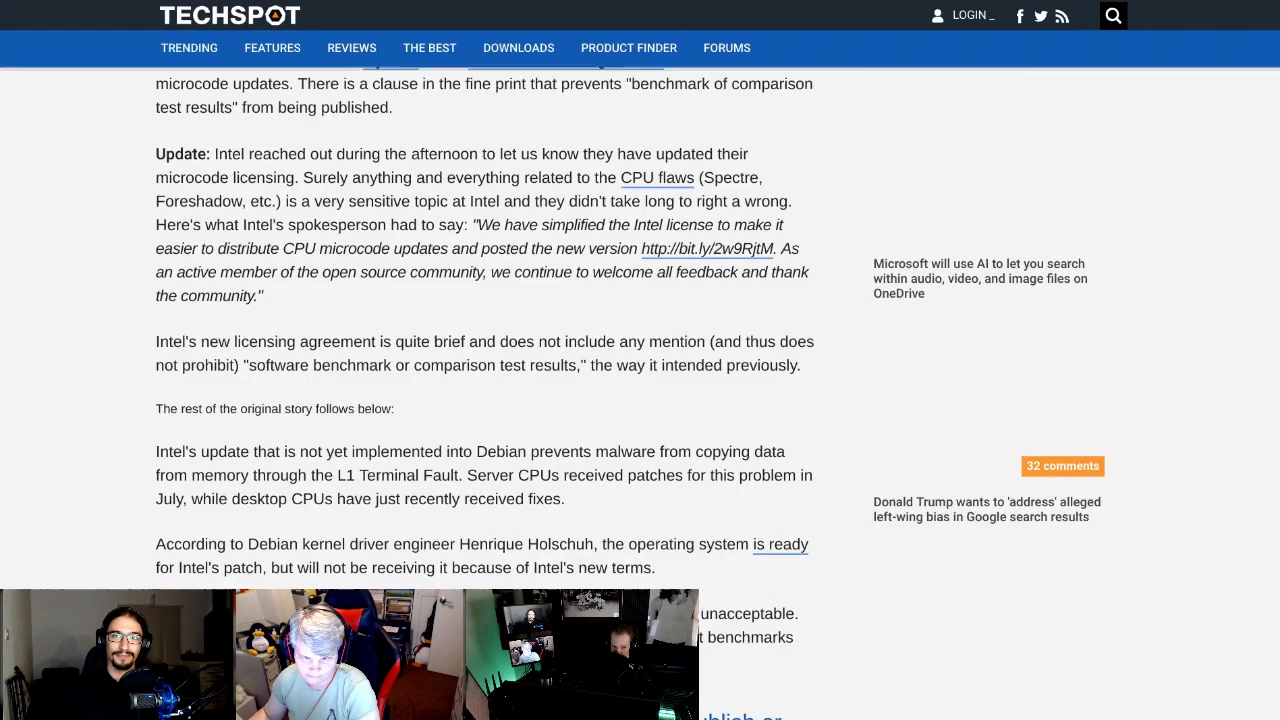 TECHSPOT
LOGIN _
TRENDING FEATURES REVIEWS THE BEST DOWNLOADS PRODUCT FINDER FORUMS
microcode updates. There is a clause in the fine print that prevents "benchmark of comparison
test results" from being published.
Update: Intel reached out during the afternoon to let us know they have updated their
microcode licensing. Surely anything and everything related to the CPU flaws (Spectre,
Foreshadow, etc.) is a very sensitive topic at Intel and they didn't take long to right a wrong.
Here's what Intel's spokesperson had to say: "We have simplified the Intel license to make it
easier to distribute CPU microcode updates and posted the new version http://bit.ly/2w9RjtM. As
an active member of the open source community, we continue to welcome all feedback and thank
the community."
Intel's new licensing agreement is quite brief and does not include any mention (and thus does
not prohibit) "software benchmark or comparison test results," the way it intended previously.
The rest of the original story follows below:
Intel's update that is not yet implemented into Debian prevents malware from copying data
from memory through the L1 Terminal Fault. Server CPUs received patches for this problem in
July, while desktop CPUs have just recently received fixes.
According to Debian kernel driver engineer Henrique Holschuh, the operating system is ready
for Intel's patch, but will not be receiving it because of Intel's new terms.
unacceptable.
t benchmarks
Microsoft will use AI to let you search
within audio, video, and image files on
OneDrive
32 comments
Donald Trump wants to 'address' alleged
left-wing bias in Google search results